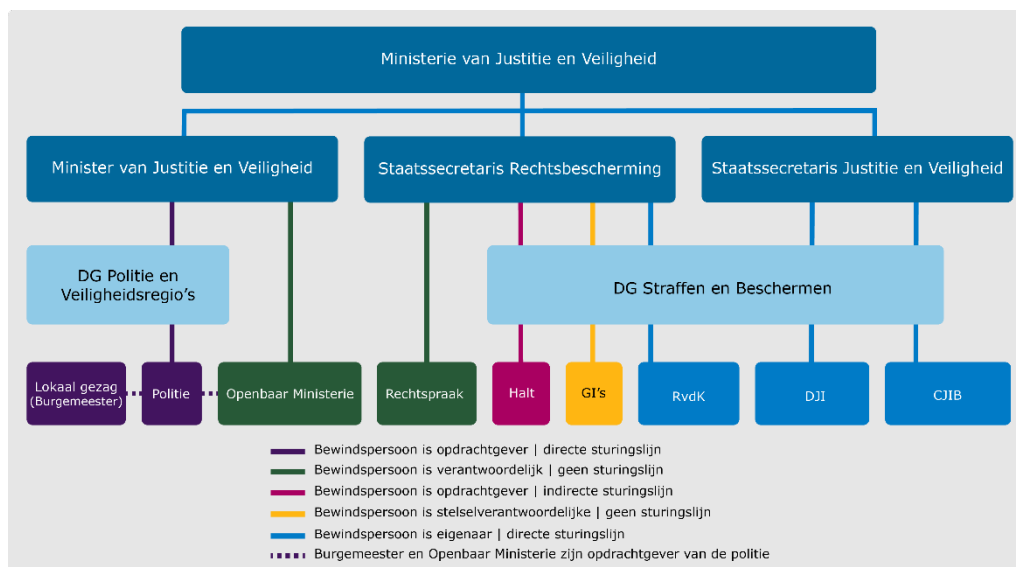 Ministerie van Justitie en Veiligheid
Minister van Justitie en Veiligheid
Staatssecretaris Rechtsbescherming
Staatssecretaris Justitie en Veiligheid
DG Politie en
Veiligheidsregio's
DG Straffen en Beschermen
Lokaal gezag
(Burgemeester)
Politie
Openbaar Ministerie
Rechtspraak
Halt
GI's
RvdK
DJI
CJIB
Bewindspersoon is opdrachtgever | directe sturingslijn
Bewindspersoon is verantwoordelijk | geen sturingslijn
Bewindspersoon is opdrachtgever | indirecte sturingslijn
Bewindspersoon is stelselverantwoordelijke | geen sturingslijn
Bewindspersoon is eigenaar | directe sturingslijn
Burgemeester en Openbaar Ministerie zijn opdrachtgever van de politie